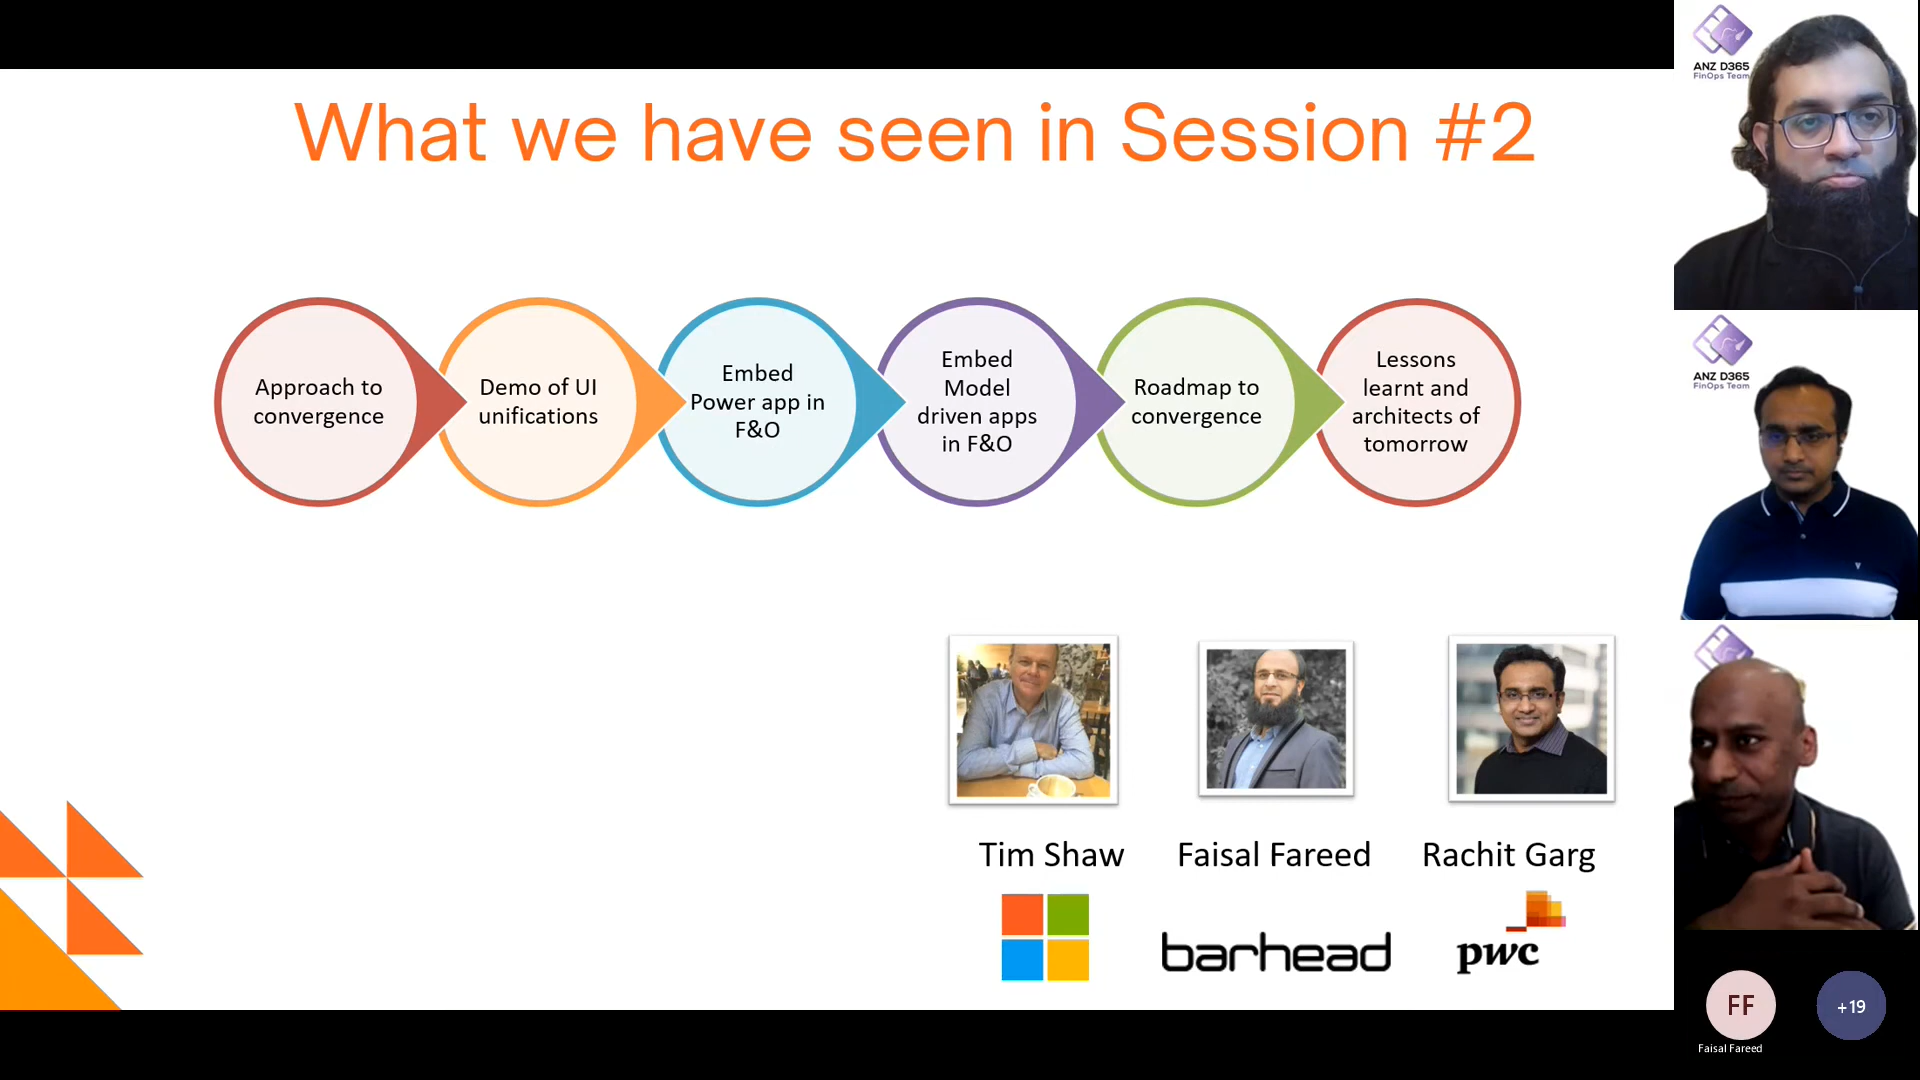 What we have seen in Session #2
Approach to
convergence
Demo of UI
unifications
Embed
Power app in
F&O
Embed
Model
driven apps
in F&O
Roadmap to
convergence
Lessons
learnt and
architects of
tomorrow
Tim Shaw
Faisal Fareed
Rachit Garg
barhead
pwc
ANZ D365
FinOps Team
ANZ D365
FinOps Team
FF
+19
Faisal Fareed